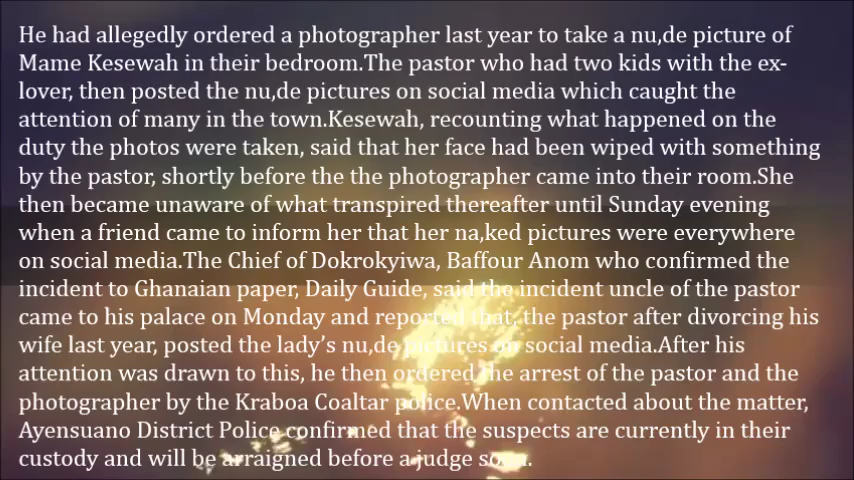 He had allegedly ordered a photographer last year to take a nu,de picture of
Mame Kesewah in their bedroom.The pastor who had two kids with the ex-
lover, then posted the nu,de pictures on social media which caught the
attention of many in the town.Kesewah, recounting what happened on the
duty the photos were taken, said that her face had been wiped with something
by the pastor, shortly before the the photographer came into their room.She
then became unaware of what transpired thereafter until Sunday evening
when a friend came to inform her that her na,ked pictures were everywhere
on social media.The Chief of Dokrokyiwa, Baffour Anom who confirmed the
incident to Ghanaian paper, Daily Guide, said the incident uncle of the pastor
came to his palace on Monday and reported that, the pastor after divorcing his
wife last year, posted the lady's nu,de pictures on social media.After his
attention was drawn to this, he then ordered the arrest of the pastor and the
photographer by the Kraboa Coaltar police.When contacted about the matter,
Ayensuano District Police confirmed that the suspects are currently in their
custody and will be arraigned before a judge soon.